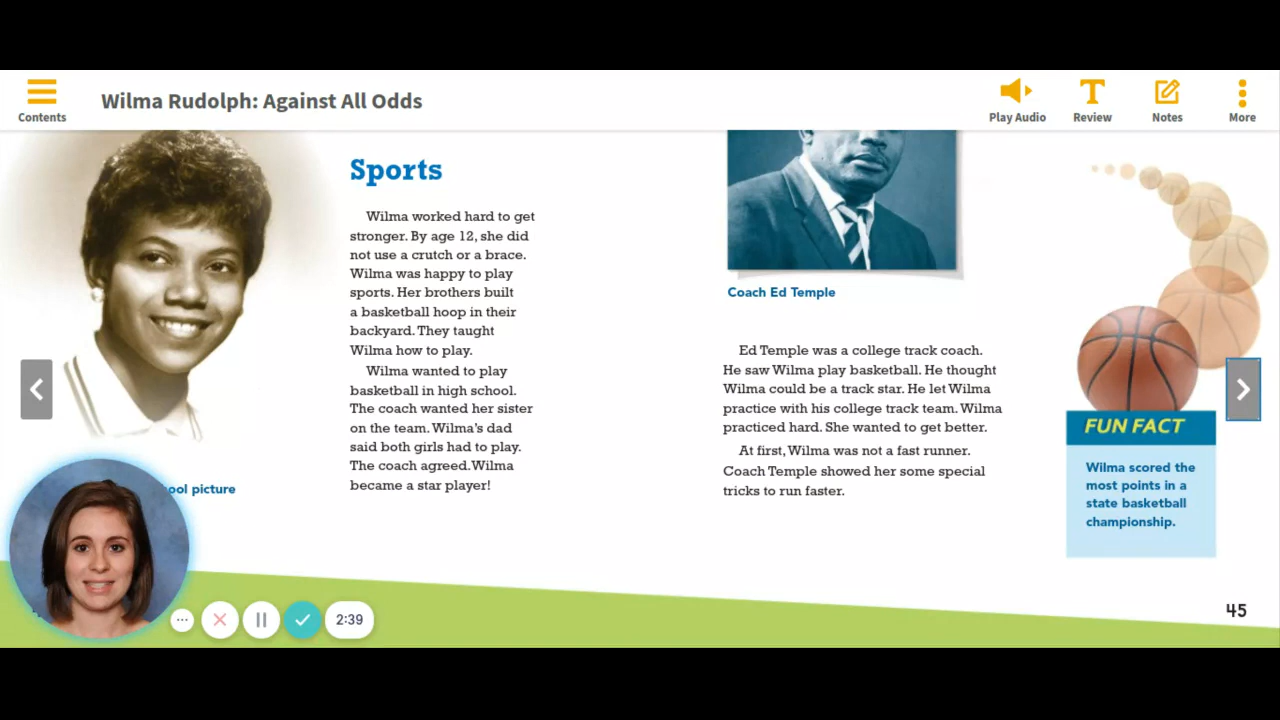 Contents
Wilma Rudolph: Against All Odds
Play Audio
Review
Notes
More
Sports
Wilma worked hard to get
stronger. By age 12, she did
not use a crutch or a brace.
Wilma was happy to play
sports. Her brothers built
a basketball hoop in their
backyard. They taught
Wilma how to play.
Wilma wanted to play
basketball in high school.
The coach wanted her sister
on the team. Wilma's dad
said both girls had to play.
The coach agreed. Wilma
became a star player!
ool picture
Coach Ed Temple
Ed Temple was a college track coach.
He saw Wilma play basketball. He thought
Wilma could be a track star. He let Wilma
practice with his college track team. Wilma
practiced hard. She wanted to get better.
At first, Wilma was not a fast runner.
Coach Temple showed her some special
tricks to run faster.
FUN FACT
Wilma scored the
most points in a
state basketball
championship.
45
2:39